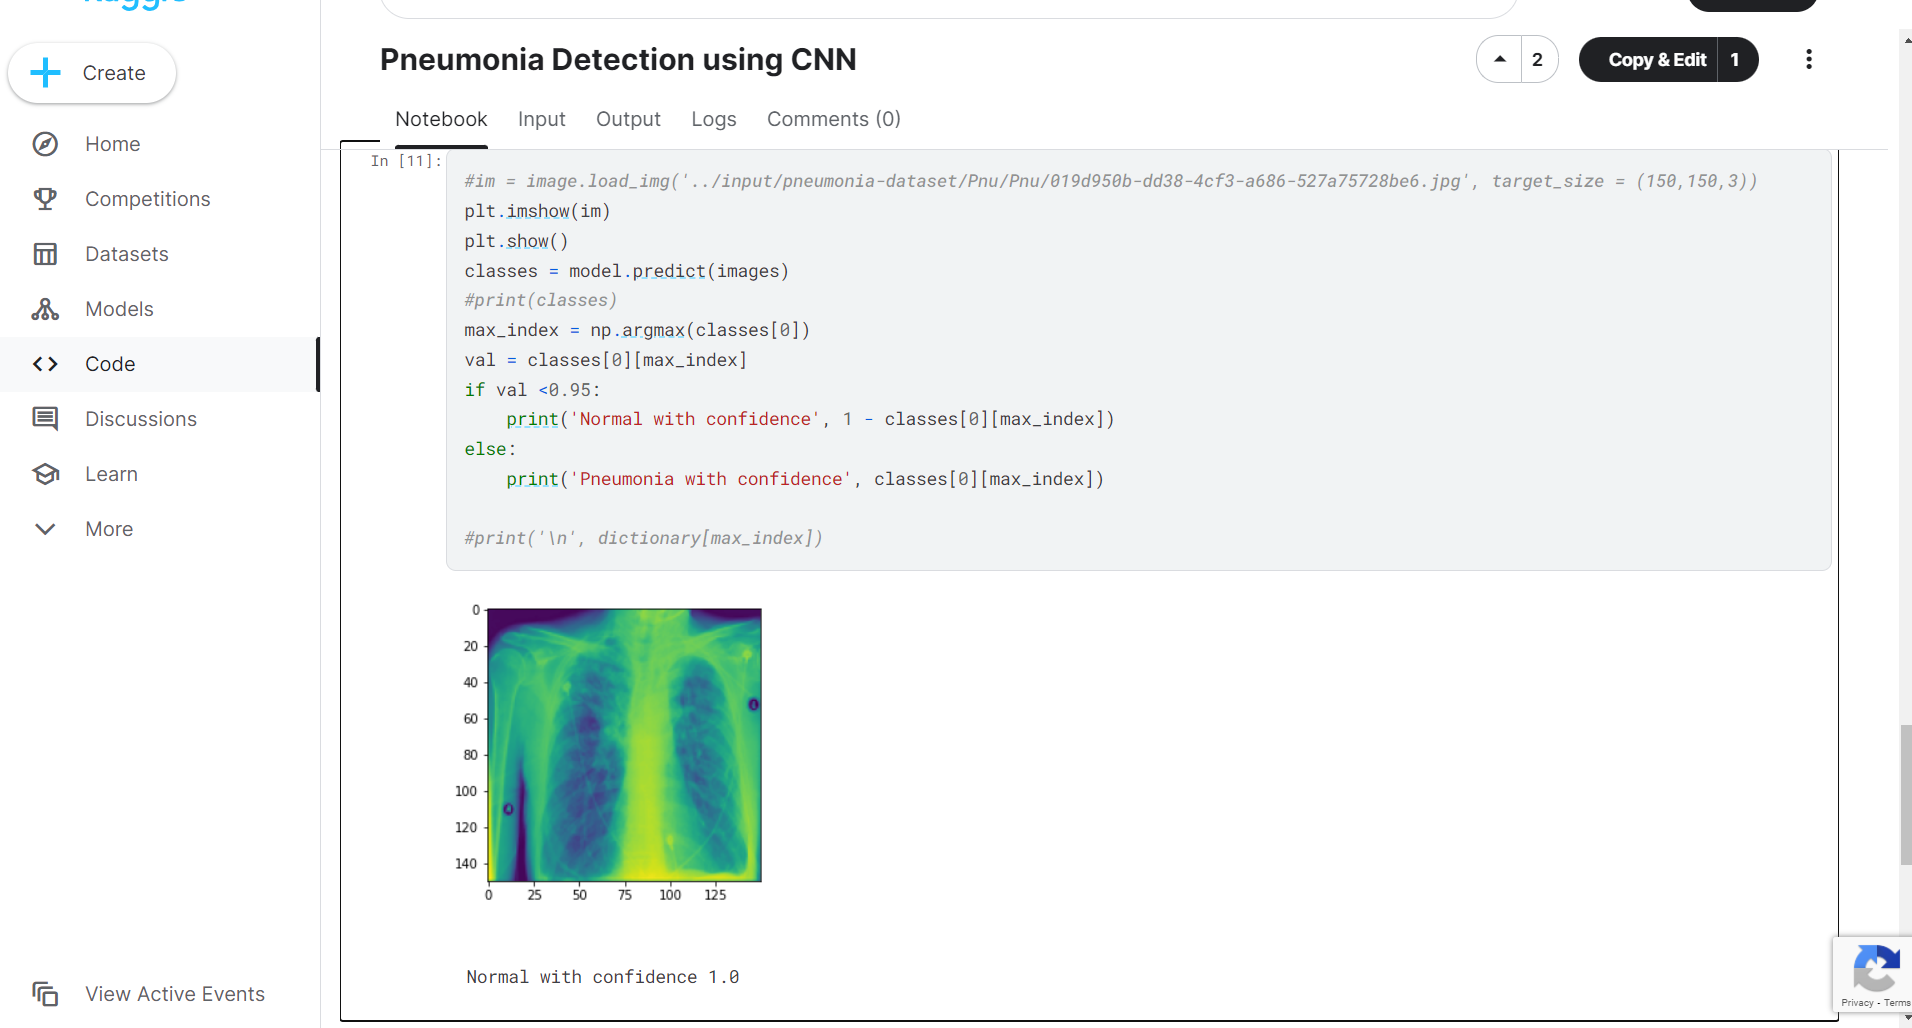 Pneumonia Detection using CNN
2
Copy & Edit
1
Create
Home
Competitions
Datasets
Models
Code
Discussions
Learn
More
View Active Events
Notebook
Input
Output
Logs
Comments (0)
In [11]:
#im = image.load_img('../input/pneumonia-dataset/Pnu/Pnu/019d950b-dd38-4cf3-a686-527a75728be6.jpg', target_size = (150,150,3))
plt.imshow(im)
plt.show()
classes = model.predict(images)
#print(classes)
max_index = np.argmax(classes[0])
val = classes[0][max_index]
if val <0.95:
    print('Normal with confidence', 1 - classes[0][max_index])
else:
    print('Pneumonia with confidence', classes[0][max_index])
#print('\n', dictionary[max_index])
0
20
40
60
80
100
120
140
0 25 50 75 100 125
Normal with confidence 1.0
Privacy - Terms